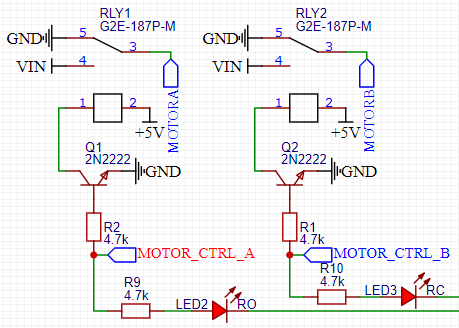 RLY1
G2E-187P-M
GND 5
3
VIN 4
MOTORA
1 2
+5V
Q1
2N2222
GND
R2
4.7k
MOTOR_CTRL_A
R9
4.7k
LED2 RO
RLY2
G2E-187P-M
GND 5
3
VIN 4
MOTORB
1 2
+5V
Q2
2N2222
GND
R1
4.7k
MOTOR_CTRL_B
R10
4.7k
LED3 RC